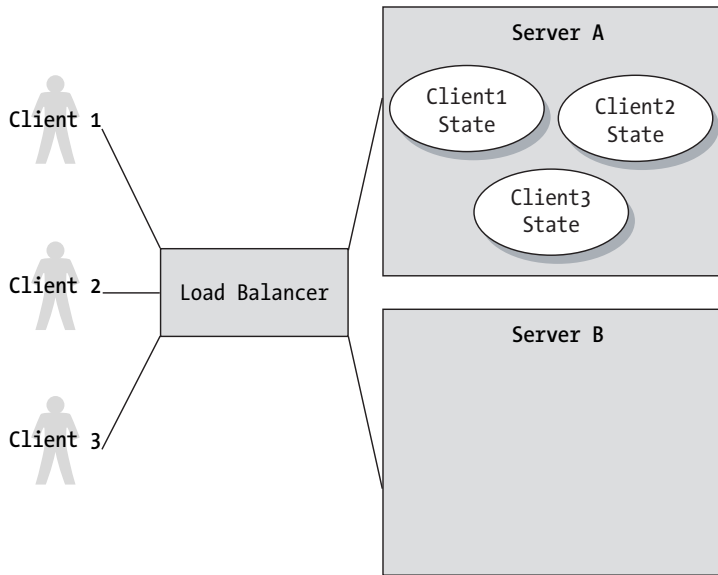 Server A
Client1
State
Client2
State
Client3
State
Client 1
Client 2
Client 3
Load Balancer
Server B